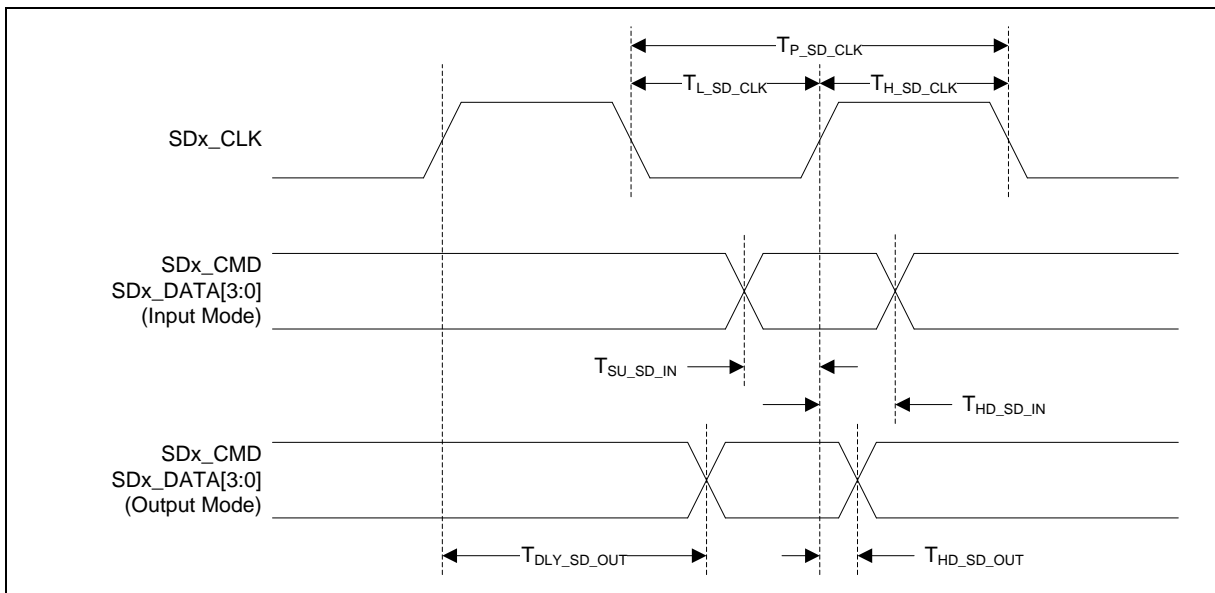 T_P_SD_CLK
T_L_SD_CLK
T_H_SD_CLK
SDx_CLK
SDx_CMD
SDx_DATA[3:0]
(Input Mode)
T_SU_SD_IN
T_HD_SD_IN
SDx_CMD
SDx_DATA[3:0]
(Output Mode)
T_DLY_SD_OUT
T_HD_SD_OUT